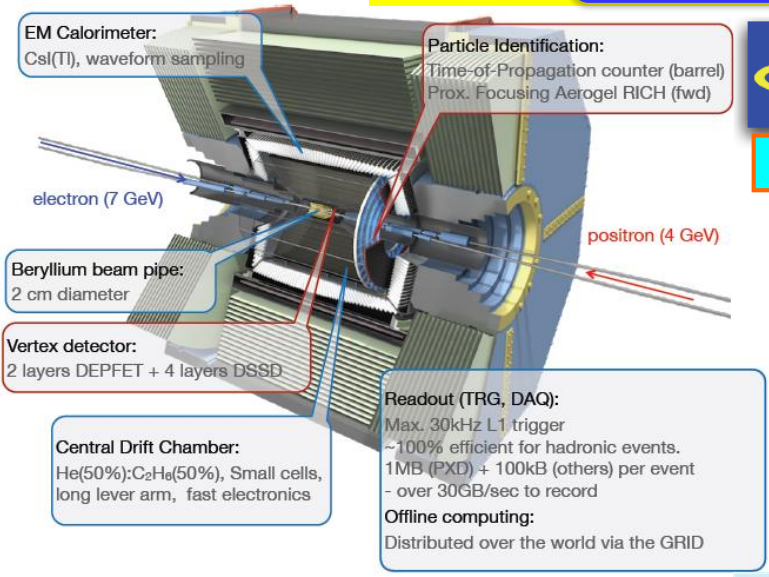 EM Calorimeter:
CsI(Tl), waveform sampling
Particle Identification:
Time-of-Propagation counter (barrel)
Prox. Focusing Aerogel RICH (fwd)
electron (7 GeV)
positron (4 GeV)
Beryllium beam pipe:
2 cm diameter
Vertex detector:
2 layers DEPFET + 4 layers DSSD
Central Drift Chamber:
He(50%):C₂H₆(50%), Small cells,
long lever arm, fast electronics
Readout (TRG, DAQ):
Max. 30kHz L1 trigger
~100% efficient for hadronic events.
1MB (PXD) + 100kB (others) per event
- over 30GB/sec to record
Offline computing:
Distributed over the world via the GRID